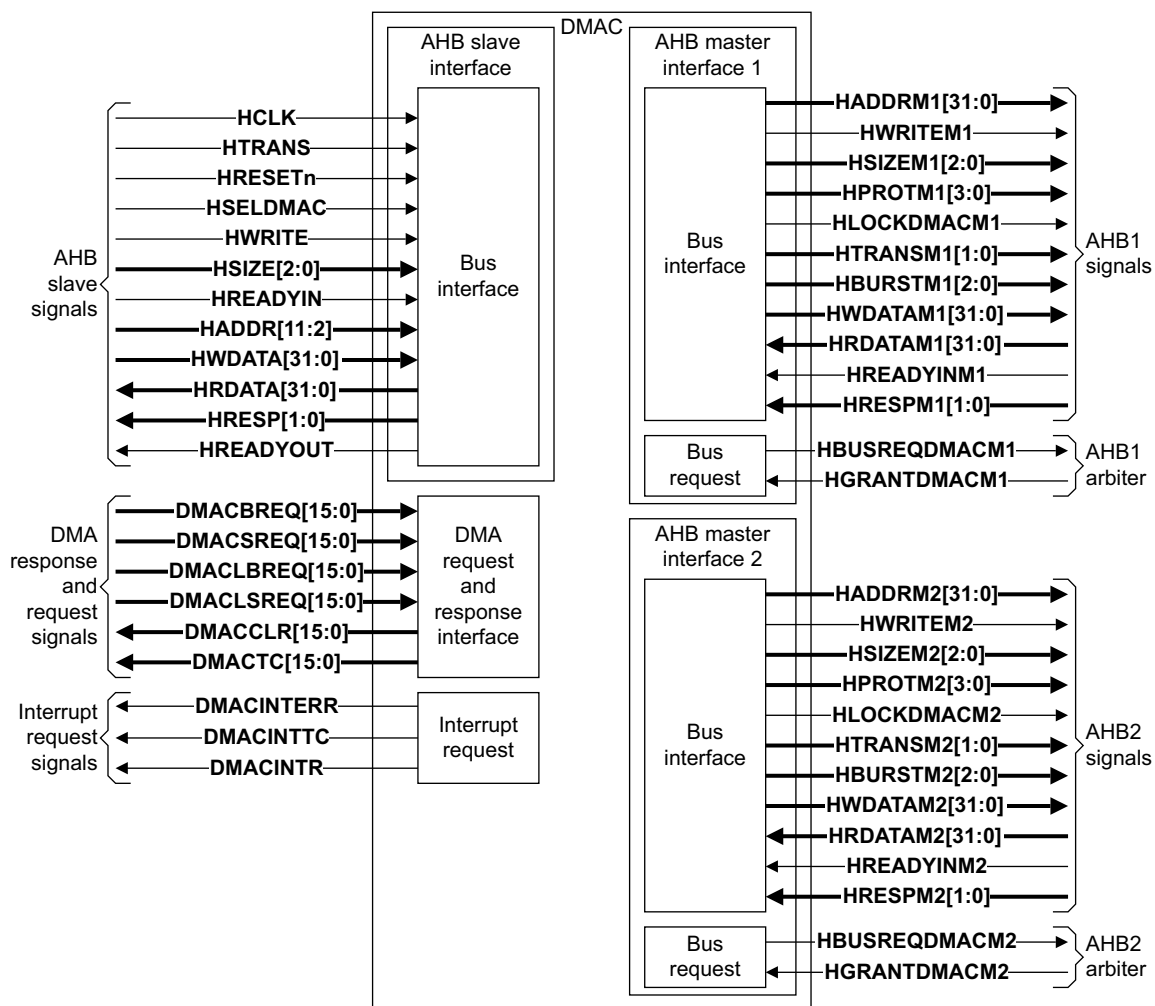 DMAC
AHB slave
interface
HCLK
HTRANS
HRESETn
HSELDMAC
HWRITE
HSIZE[2:0]
HREADYIN
HADDR[11:2]
HWDATA[31:0]
HRDATA[31:0]
HRESP[1:0]
HREADYOUT
AHB
slave
signals
Bus
interface
DMACBREQ[15:0]
DMACSREQ[15:0]
DMACLBREQ[15:0]
DMACLSREQ[15:0]
DMACCLR[15:0]
DMACTC[15:0]
DMA
response
and
request
signals
DMA
request
and
response
interface
DMACINTERR
DMACINTTC
DMACINTR
Interrupt
request
signals
Interrupt
request
AHB master
interface 1
Bus
interface
HADDRM1[31:0]
HWRITEM1
HSIZEM1[2:0]
HPROTM1[3:0]
HLOCKDMACM1
HTRANSM1[1:0]
HBURSTM1[2:0]
HWDATAM1[31:0]
HRDATAM1[31:0]
HREADYINM1
HRESPM1[1:0]
AHB1
signals
Bus
request
HBUSREQDMACM1
HGRANTDMACM1
AHB1
arbiter
AHB master
interface 2
Bus
interface
HADDRM2[31:0]
HWRITEM2
HSIZEM2[2:0]
HPROTM2[3:0]
HLOCKDMACM2
HTRANSM2[1:0]
HBURSTM2[2:0]
HWDATAM2[31:0]
HRDATAM2[31:0]
HREADYINM2
HRESPM2[1:0]
AHB2
signals
Bus
request
HBUSREQDMACM2
HGRANTDMACM2
AHB2
arbiter